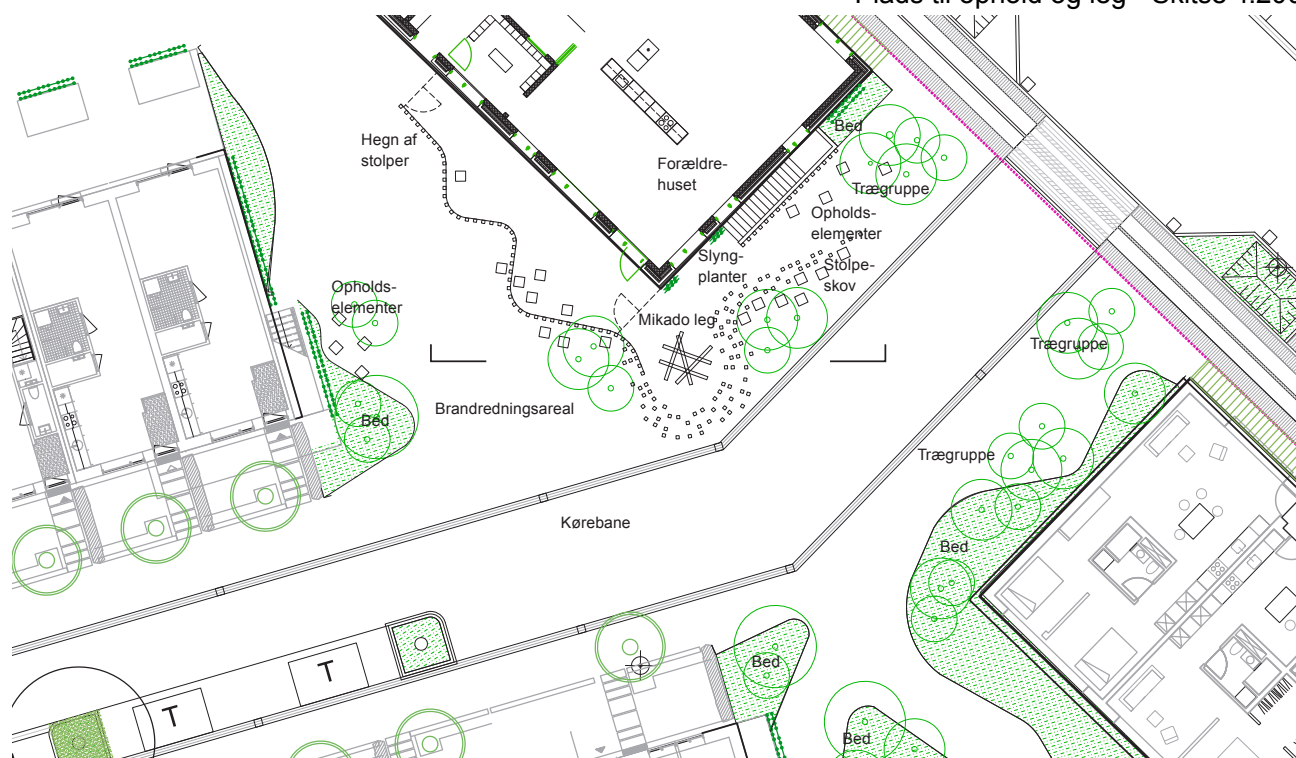 Plads til ophold og leg - Skitse 1:200
Hegn af
stolper
Forældre-
huset
Bed
Trægruppe
Opholds-
elementer
Slyng-
planter
Stolpe-
skov
Opholds-
elementer
Mikado leg
Trægruppe
Brandredningsareal
Bed
Trægruppe
Kørebane
Bed
Bed
T
T
Bed